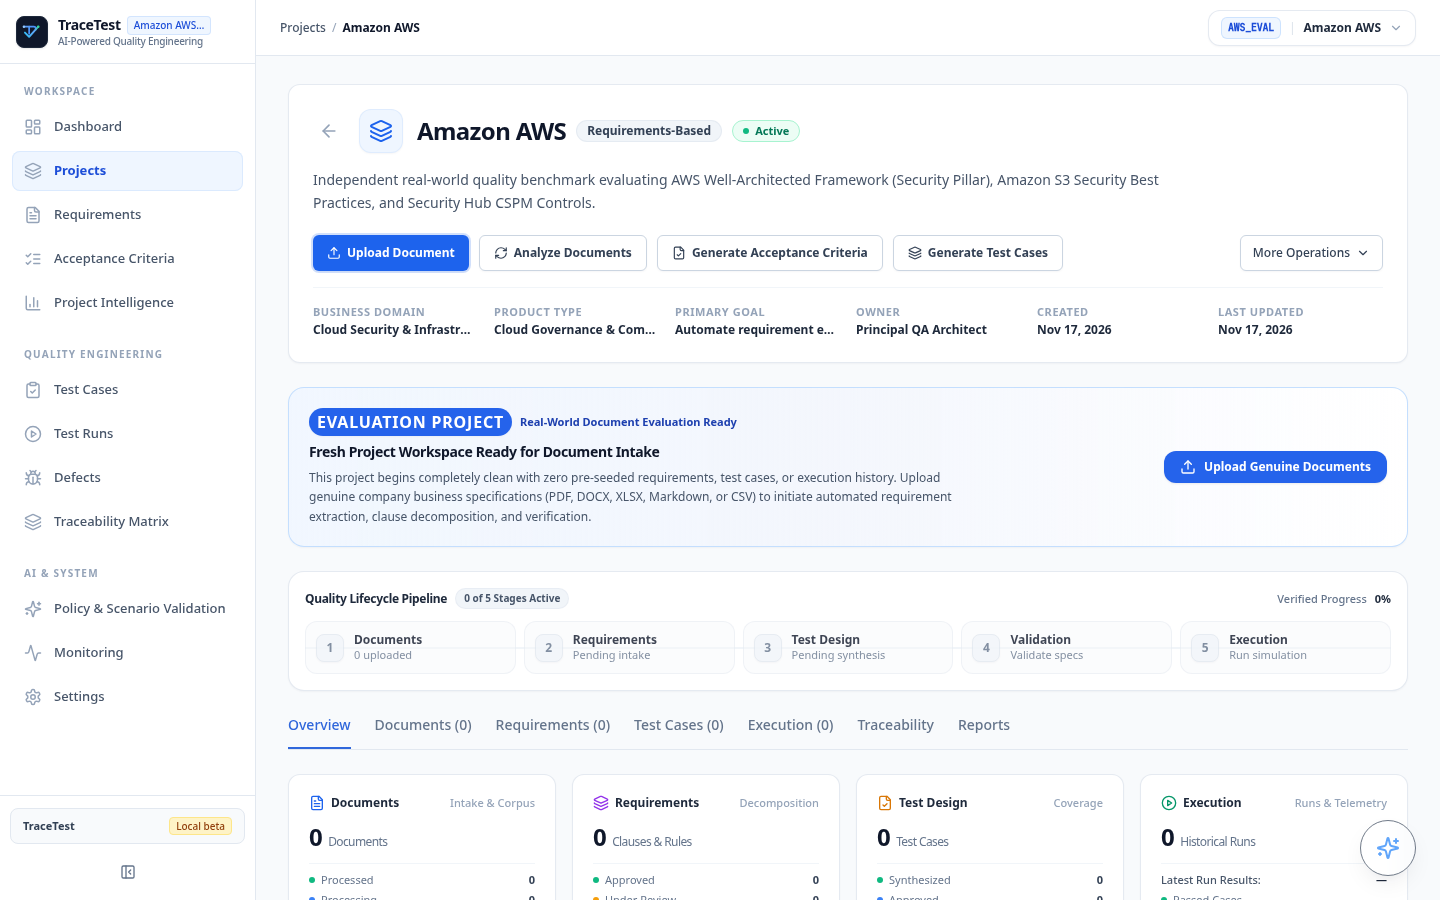 TraceTest
Amazon AWS...
AI-Powered Quality Engineering
WORKSPACE
Dashboard
Projects
Requirements
Acceptance Criteria
Project Intelligence
QUALITY ENGINEERING
Test Cases
Test Runs
Defects
Traceability Matrix
AI & SYSTEM
Policy & Scenario Validation
Monitoring
Settings
TraceTest
Local beta
Projects / Amazon AWS
AWS_EVAL
Amazon AWS
Amazon AWS
Requirements-Based
Active
Independent real-world quality benchmark evaluating AWS Well-Architected Framework (Security Pillar), Amazon S3 Security Best
Practices, and Security Hub CSPM Controls.
Upload Document
Analyze Documents
Generate Acceptance Criteria
Generate Test Cases
More Operations
BUSINESS DOMAIN
Cloud Security & Infrastr...
PRODUCT TYPE
Cloud Governance & Com...
PRIMARY GOAL
Automate requirement e...
OWNER
Principal QA Architect
CREATED
Nov 17, 2026
LAST UPDATED
Nov 17, 2026
EVALUATION PROJECT
Real-World Document Evaluation Ready
Fresh Project Workspace Ready for Document Intake
This project begins completely clean with zero pre-seeded requirements, test cases, or execution history. Upload
genuine company business specifications (PDF, DOCX, XLSX, Markdown, or CSV) to initiate automated requirement
extraction, clause decomposition, and verification.
Upload Genuine Documents
Quality Lifecycle Pipeline
0 of 5 Stages Active
Verified Progress 0%
1
Documents
0 uploaded
2
Requirements
Pending intake
3
Test Design
Pending synthesis
4
Validation
Validate specs
5
Execution
Run simulation
Overview
Documents (0)
Requirements (0)
Test Cases (0)
Execution (0)
Traceability
Reports
Documents
Intake & Corpus
0 Documents
Processed 0
Processing 0
Requirements
Decomposition
0 Clauses & Rules
Approved 0
Under Review 0
Test Design
Coverage
0 Test Cases
Synthesized 0
Approved 0
Execution
Runs & Telemetry
0 Historical Runs
Latest Run Results: —
Passed Cases